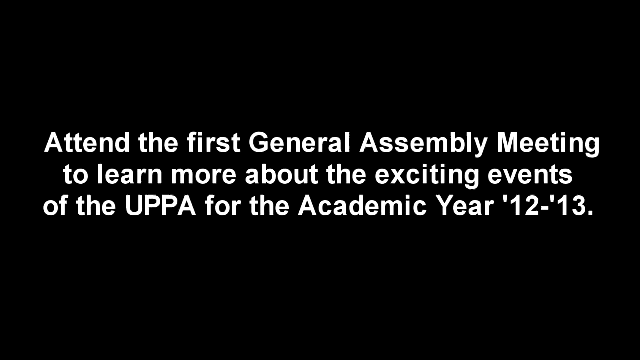 Attend the first General Assembly Meeting
to learn more about the exciting events
of the UPPA for the Academic Year '12-'13.